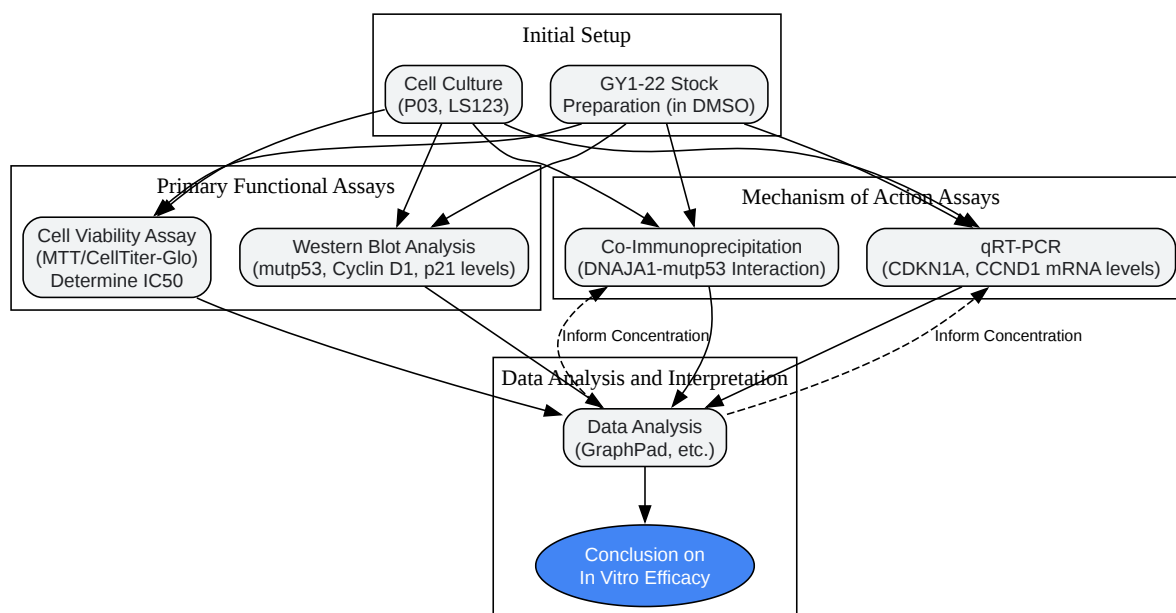 Initial Setup
Cell Culture
(P03, LS123)
GY1-22 Stock
Preparation (in DMSO)
Primary Functional Assays
Cell Viability Assay
(MTT/CellTiter-Glo)
Determine IC50
Western Blot Analysis
(mutp53, Cyclin D1, p21 levels)
Mechanism of Action Assays
Co-Immunoprecipitation
(DNAJA1-mutp53 Interaction)
qRT-PCR
(CDKN1A, CCND1 mRNA levels)
Inform Concentration
Inform Concentration
Data Analysis and Interpretation
Data Analysis
(GraphPad, etc.)
Conclusion on
In Vitro Efficacy